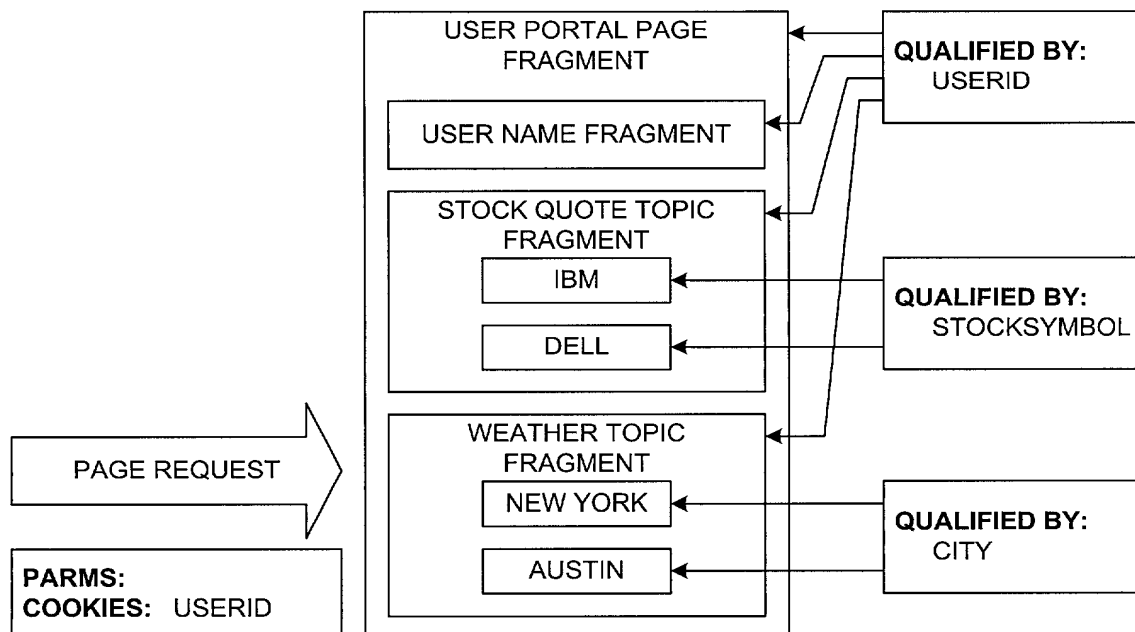 USER PORTAL PAGE
FRAGMENT
USER NAME FRAGMENT
STOCK QUOTE TOPIC
FRAGMENT
IBM
DELL
WEATHER TOPIC
FRAGMENT
NEW YORK
AUSTIN
QUALIFIED BY:
USERID
QUALIFIED BY:
STOCKSYMBOL
QUALIFIED BY:
CITY
PAGE REQUEST
PARMS:
COOKIES: USERID